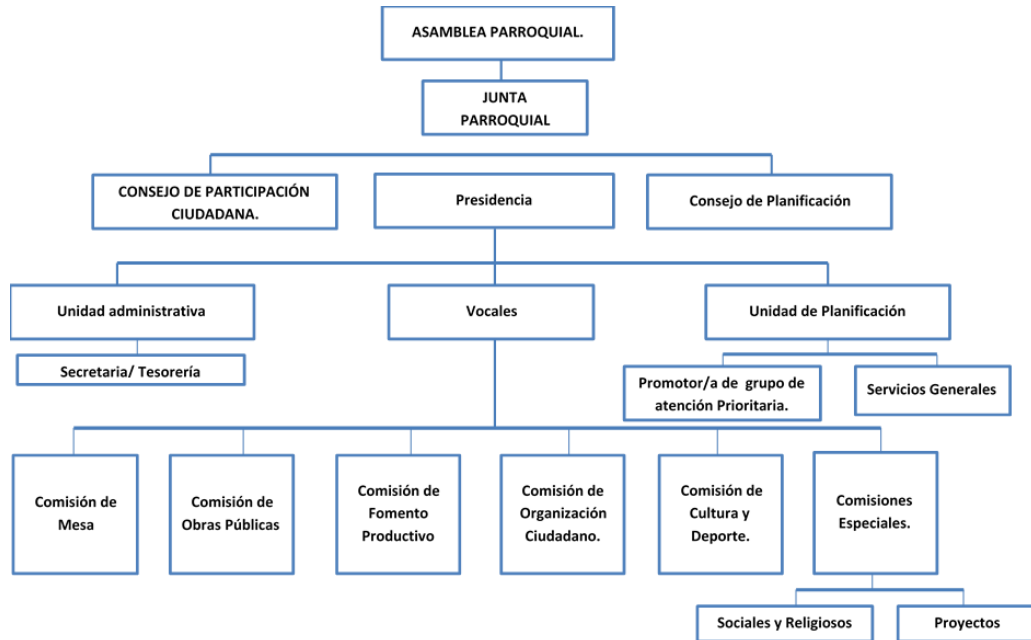 ASAMBLEA PARROQUIAL.
JUNTA
PARROQUIAL
CONSEJO DE PARTICIPACIÓN
CIUDADANA.
Presidencia
Consejo de Planificación
Unidad administrativa
Vocales
Unidad de Planificación
Secretaria/ Tesorería
Promotor/a de grupo de
atención Prioritaria.
Servicios Generales
Comisión de
Mesa
Comisión de
Obras Públicas
Comisión de
Fomento
Productivo
Comisión de
Organización
Ciudadano.
Comisión de
Cultura y
Deporte.
Comisiones
Especiales.
Sociales y Religiosos
Proyectos